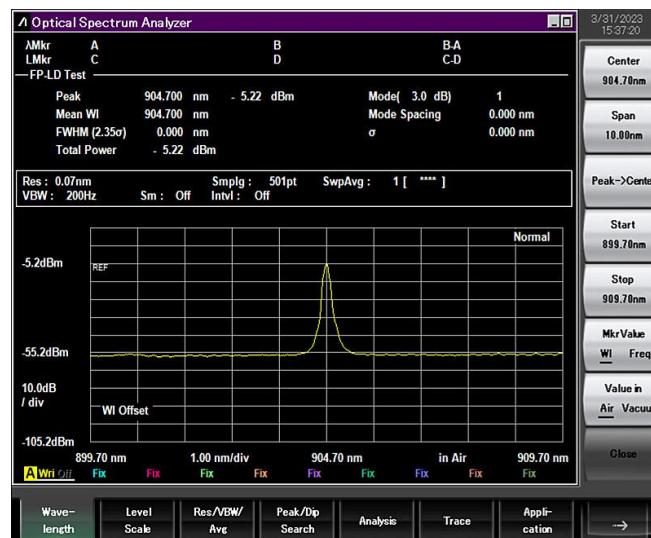 Optical Spectrum Analyzer
3/31/2023
15:37:20
λMkr A B B-A
LMkr C D C-D
FP-LD Test
Peak 904.700 nm - 5.22 dBm Mode( 3.0 dB) 1
Mean Wl 904.700 nm Mode Spacing 0.000 nm
FWHM (2.35σ) 0.000 nm σ 0.000 nm
Total Power - 5.22 dBm
Res : 0.07nm Smplg : 501pt SwpAvg : 1 [ **** ]
VBW : 200Hz Sm : Off Intvl : Off
Normal
-5.2dBm
REF
-55.2dBm
10.0dB
/ div
Wl Offset
-105.2dBm
899.70 nm 1.00 nm/div 904.70 nm in Air 909.70 nm
A Wri Off Fix Fix Fix Fix Fix Fix Fix Fix Fix
Center
904.70nm
Span
10.00nm
Peak->Cente
Start
899.70nm
Stop
909.70nm
MkrValue
Wl Freq
Value in
Air Vacuu
Close
Wave-
length
Level
Scale
Res/VBW/
Avg
Peak/Dip
Search
Analysis
Trace
Appli-
cation
→